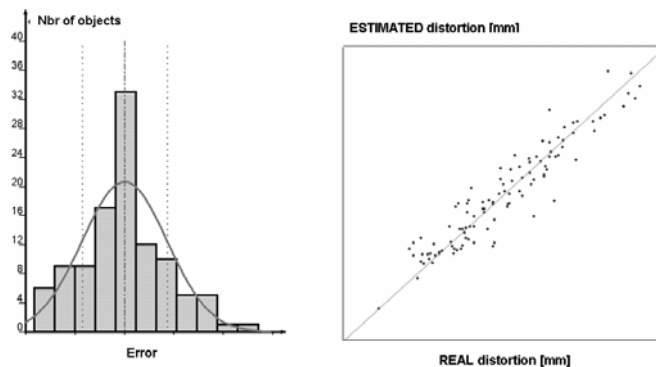 Nbr of objects
40
36
32
28
24
20
16
12
8
4
0
Error
ESTIMATED distortion [mm]
REAL distortion [mm]